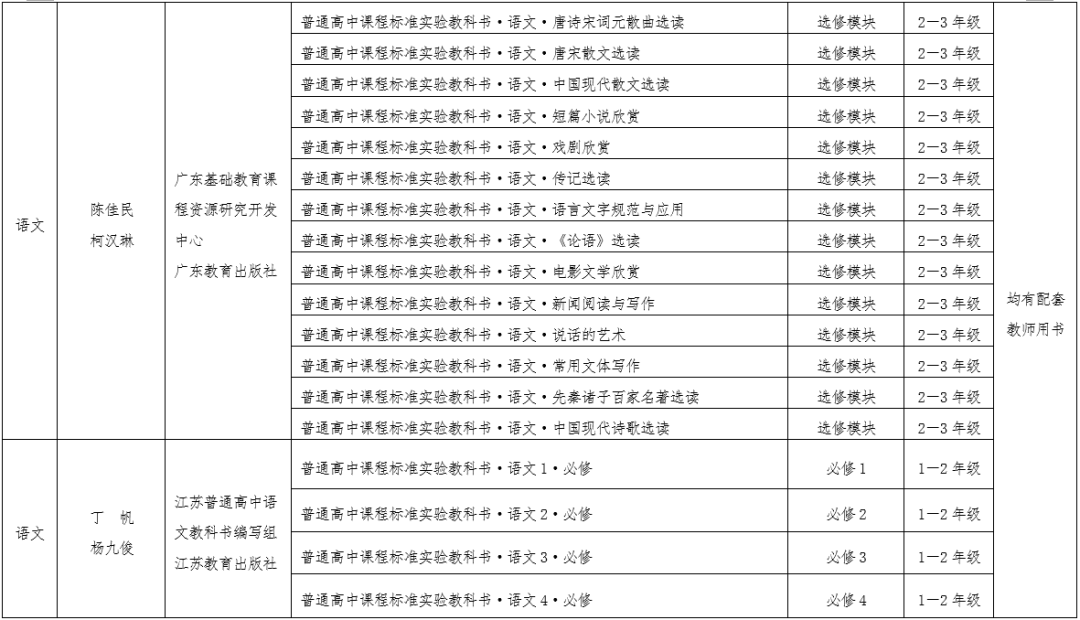 语文
陈佳民
柯汉琳
广东基础教育课
程资源研究开发
中心
广东教育出版社
普通高中课程标准实验教科书·语文·唐诗宋词元散曲选读 选修模块 2—3 年级
普通高中课程标准实验教科书·语文·唐宋散文选读 选修模块 2—3 年级
普通高中课程标准实验教科书·语文·中国现代散文选读 选修模块 2—3 年级
普通高中课程标准实验教科书·语文·短篇小说欣赏 选修模块 2—3 年级
普通高中课程标准实验教科书·语文·戏剧欣赏 选修模块 2—3 年级
普通高中课程标准实验教科书·语文·传记选读 选修模块 2—3 年级
普通高中课程标准实验教科书·语文·语言文字规范与应用 选修模块 2—3 年级
普通高中课程标准实验教科书·语文·《论语》选读 选修模块 2—3 年级
普通高中课程标准实验教科书·语文·电影文学欣赏 选修模块 2—3 年级
普通高中课程标准实验教科书·语文·新闻阅读与写作 选修模块 2—3 年级
普通高中课程标准实验教科书·语文·说话的艺术 选修模块 2—3 年级
普通高中课程标准实验教科书·语文·常用文体写作 选修模块 2—3 年级
普通高中课程标准实验教科书·语文·先秦诸子百家名著选读 选修模块 2—3 年级
普通高中课程标准实验教科书·语文·中国现代诗歌选读 选修模块 2—3 年级
均有配套
教师用书
语文
丁 帆
杨九俊
江苏普通高中语
文教科书编写组
江苏教育出版社
普通高中课程标准实验教科书·语文1·必修 必修1 1—2 年级
普通高中课程标准实验教科书·语文2·必修 必修2 1—2 年级
普通高中课程标准实验教科书·语文3·必修 必修3 1—2 年级
普通高中课程标准实验教科书·语文4·必修 必修4 1—2 年级